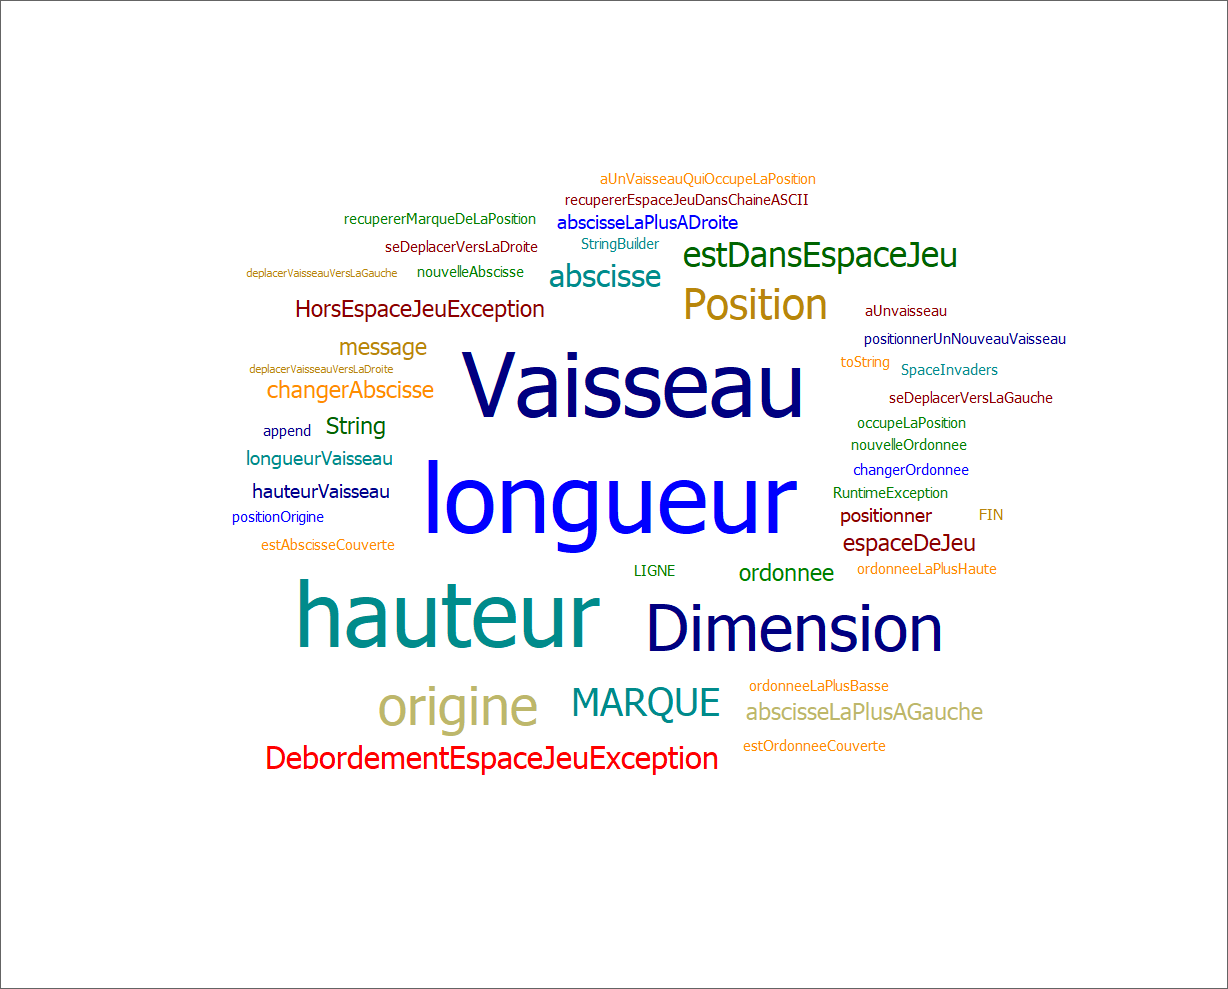 aUnVaisseauQuiOccupeLaPosition
recupererEspaceJeuDansChaineASCII
recupererMarqueDeLaPosition
abscisseLaPlusADroite
seDeplacerVersLaDroite
StringBuilder
estDansEspaceJeu
deplacerVaisseauVersLaGauche
nouvelleAbscisse
abscisse
HorsEspaceJeuException
Position
aUnvaisseau
message
positionnerUnNouveauVaisseau
deplacerVaisseauVersLaDroite
toString
SpaceInvaders
changerAbscisse
Vaisseau
seDeplacerVersLaGauche
append
String
occupeLaPosition
nouvelleOrdonnee
longueurVaisseau
changerOrdonnee
hauteurVaisseau
longueur
RuntimeException
positionOrigine
positionner
FIN
estAbscisseCouverte
espaceDeJeu
LIGNE
ordonnee
ordonneeLaPlusHaute
hauteur
Dimension
ordonneeLaPlusBasse
origine
MARQUE
abscisseLaPlusAGauche
estOrdonneeCouverte
DebordementEspaceJeuException